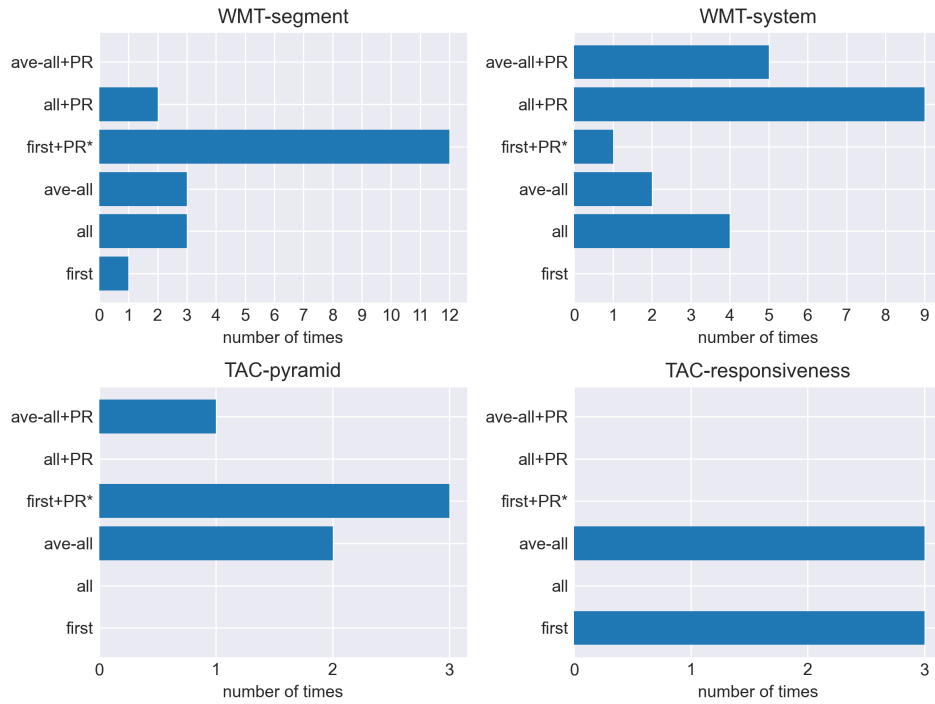 WMT-segment
ave-all+PR
all+PR
first+PR*
ave-all
all
first
0 1 2 3 4 5 6 7 8 9 10 11 12
number of times
WMT-system
ave-all+PR
all+PR
first+PR*
ave-all
all
first
0 1 2 3 4 5 6 7 8 9
number of times
TAC-pyramid
ave-all+PR
all+PR
first+PR*
ave-all
all
first
0 1 2 3
number of times
TAC-responsiveness
ave-all+PR
all+PR
first+PR*
ave-all
all
first
0 1 2 3
number of times